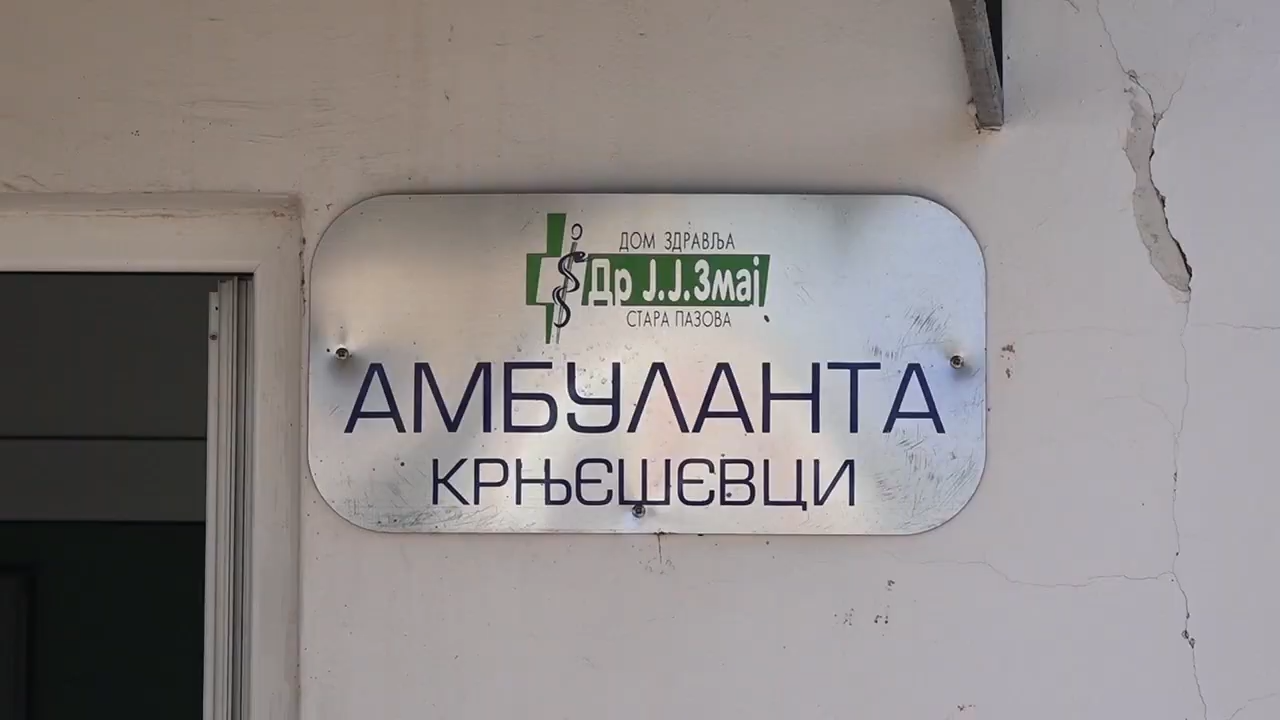 ДОМ ЗДРАВЉА
Др Ј.Ј.Змај
СТАРА ПАЗОВА
АМБУЛАНТА
КРЊЕШЕВЦИ